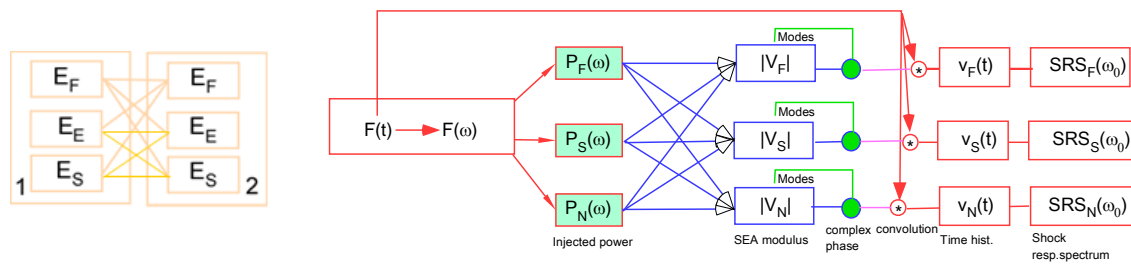 E_F E_F
E_E E_E
E_S E_S
1 2
F(t) F(ω)
P_F(ω)
P_S(ω)
P_N(ω)
Injected power
Modes
|V_F|
Modes
|V_S|
Modes
|V_N|
SEA modulus
complex
phase
*
*
*
convolution
v_F(t)
v_S(t)
v_N(t)
Time hist.
SRS_F(ω_0)
SRS_S(ω_0)
SRS_N(ω_0)
Shock
resp.spectrum